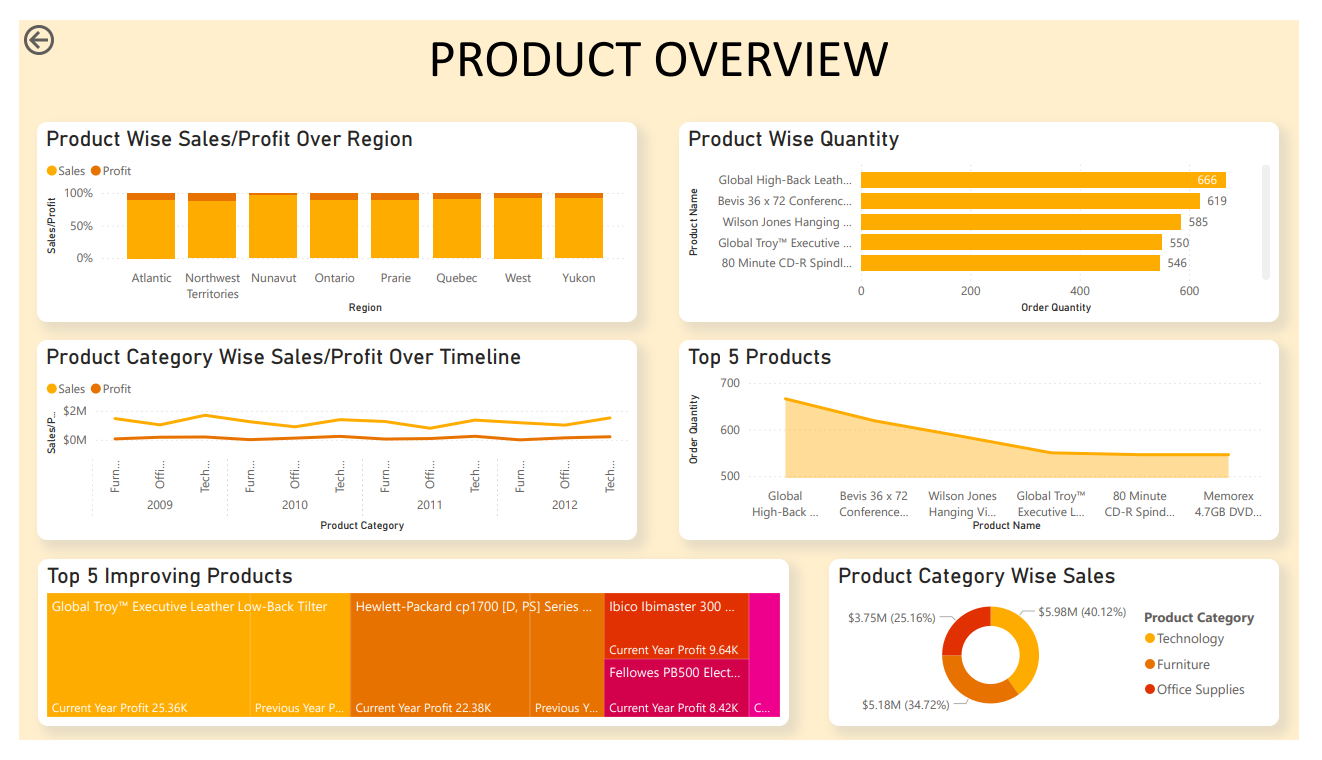 PRODUCT OVERVIEW
Product Wise Sales/Profit Over Region
Sales Profit
Sales/Profit
100%
50%
0%
Atlantic Northwest Territories Nunavut Ontario Prarie Quebec West Yukon
Region
Product Wise Quantity
Product Name
Global High-Back Leath... 666
Bevis 36 x 72 Conferenc... 619
Wilson Jones Hanging ... 585
Global Troy™ Executive ... 550
80 Minute CD-R Spindl... 546
0 200 400 600
Order Quantity
Product Category Wise Sales/Profit Over Timeline
Sales Profit
Sales/P...
$2M
$0M
Furn... Offi... Tech... Furn... Offi... Tech... Furn... Offi... Tech... Furn... Offi... Tech...
2009 2010 2011 2012
Product Category
Top 5 Products
Order Quantity
700
600
500
Global Bevis 36 x 72 Wilson Jones Global Troy™ 80 Minute Memorex
High-Back ... Conference... Hanging Vi... Executive L... CD-R Spind... 4.7GB DVD...
Product Name
Top 5 Improving Products
Global Troy™ Executive Leather Low-Back Tilter
Current Year Profit 25.36K
Previous Year P...
Hewlett-Packard cp1700 [D, PS] Series ...
Current Year Profit 22.38K
Previous Y...
Ibico Ibimaster 300 ...
Current Year Profit 9.64K
Fellowes PB500 Elect...
Current Year Profit 8.42K
C...
Product Category Wise Sales
$3.75M (25.16%)
$5.98M (40.12%)
$5.18M (34.72%)
Product Category
Technology
Furniture
Office Supplies